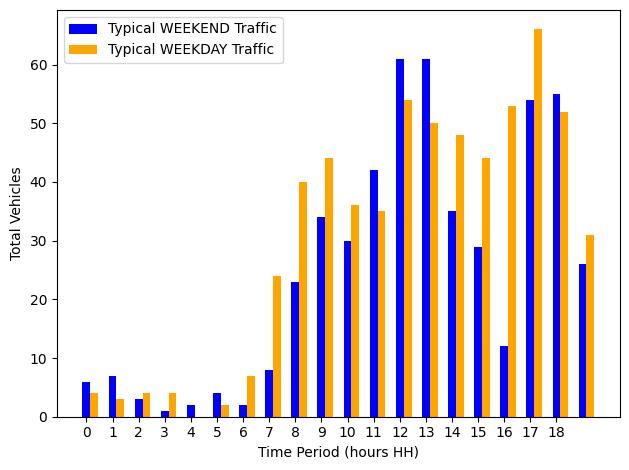 Typical WEEKEND Traffic
Typical WEEKDAY Traffic
Total Vehicles
60
50
40
30
20
10
0
0 1 2 3 4 5 6 7 8 9 10 11 12 13 14 15 16 17 18
Time Period (hours HH)